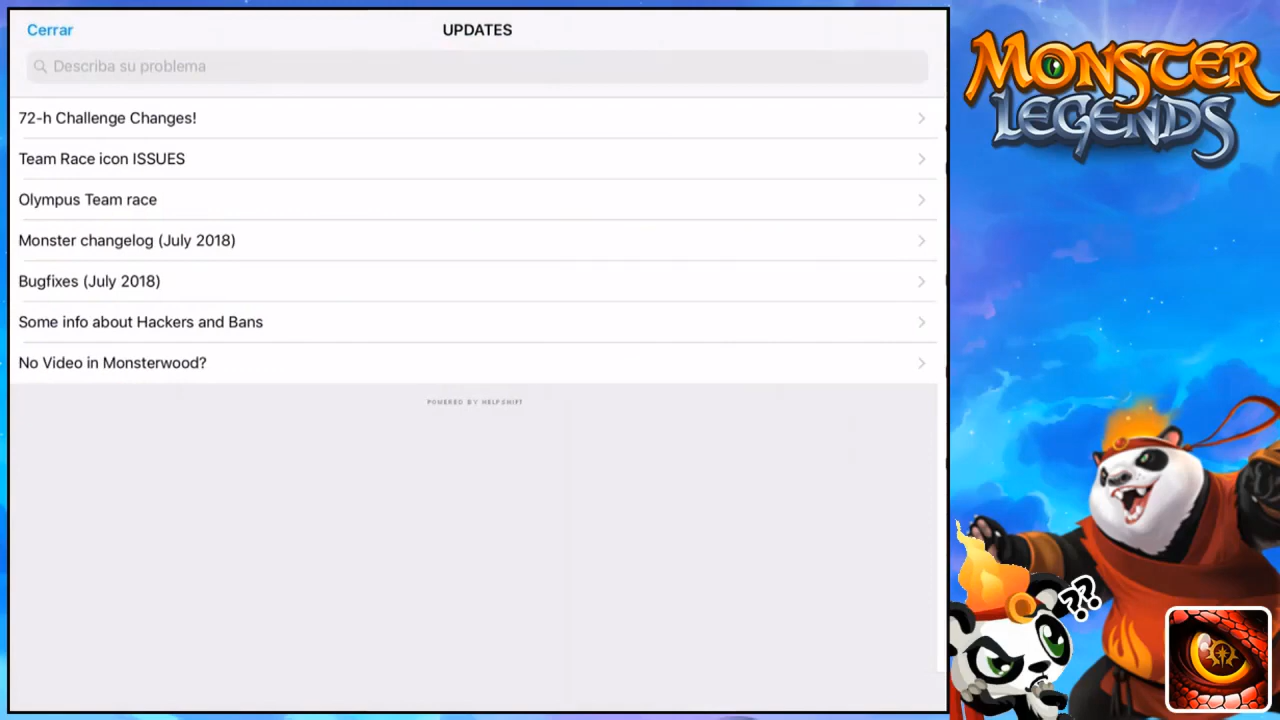 Cerrar
UPDATES
Describa su problema
72-h Challenge Changes!
Team Race icon ISSUES
Olympus Team race
Monster changelog (July 2018)
Bugfixes (July 2018)
Some info about Hackers and Bans
No Video in Monsterwood?
POWERED BY HELPSHIFT
MONSTER
LEGENDS
??